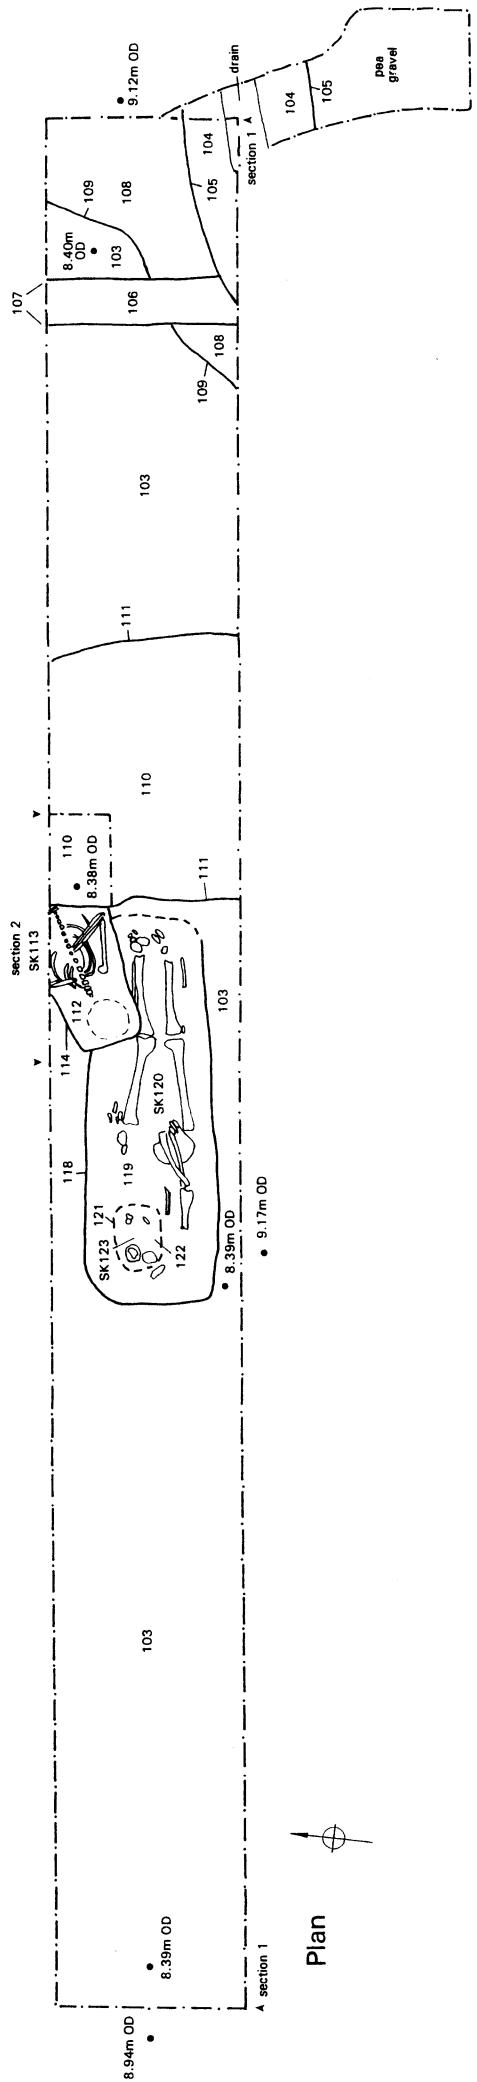 9.12m OD
drain
pea
gravel
105
104
section 1
104
105
109
108
8.40m
OD
103
107
106
108
109
103
111
110
110
8.38m OD
111
section 2
SK113
112
114
103
SK120
118
119
121
SK123
122
8.39m OD
9.17m OD
103
Plan
8.39m OD
section 1
8.94m OD